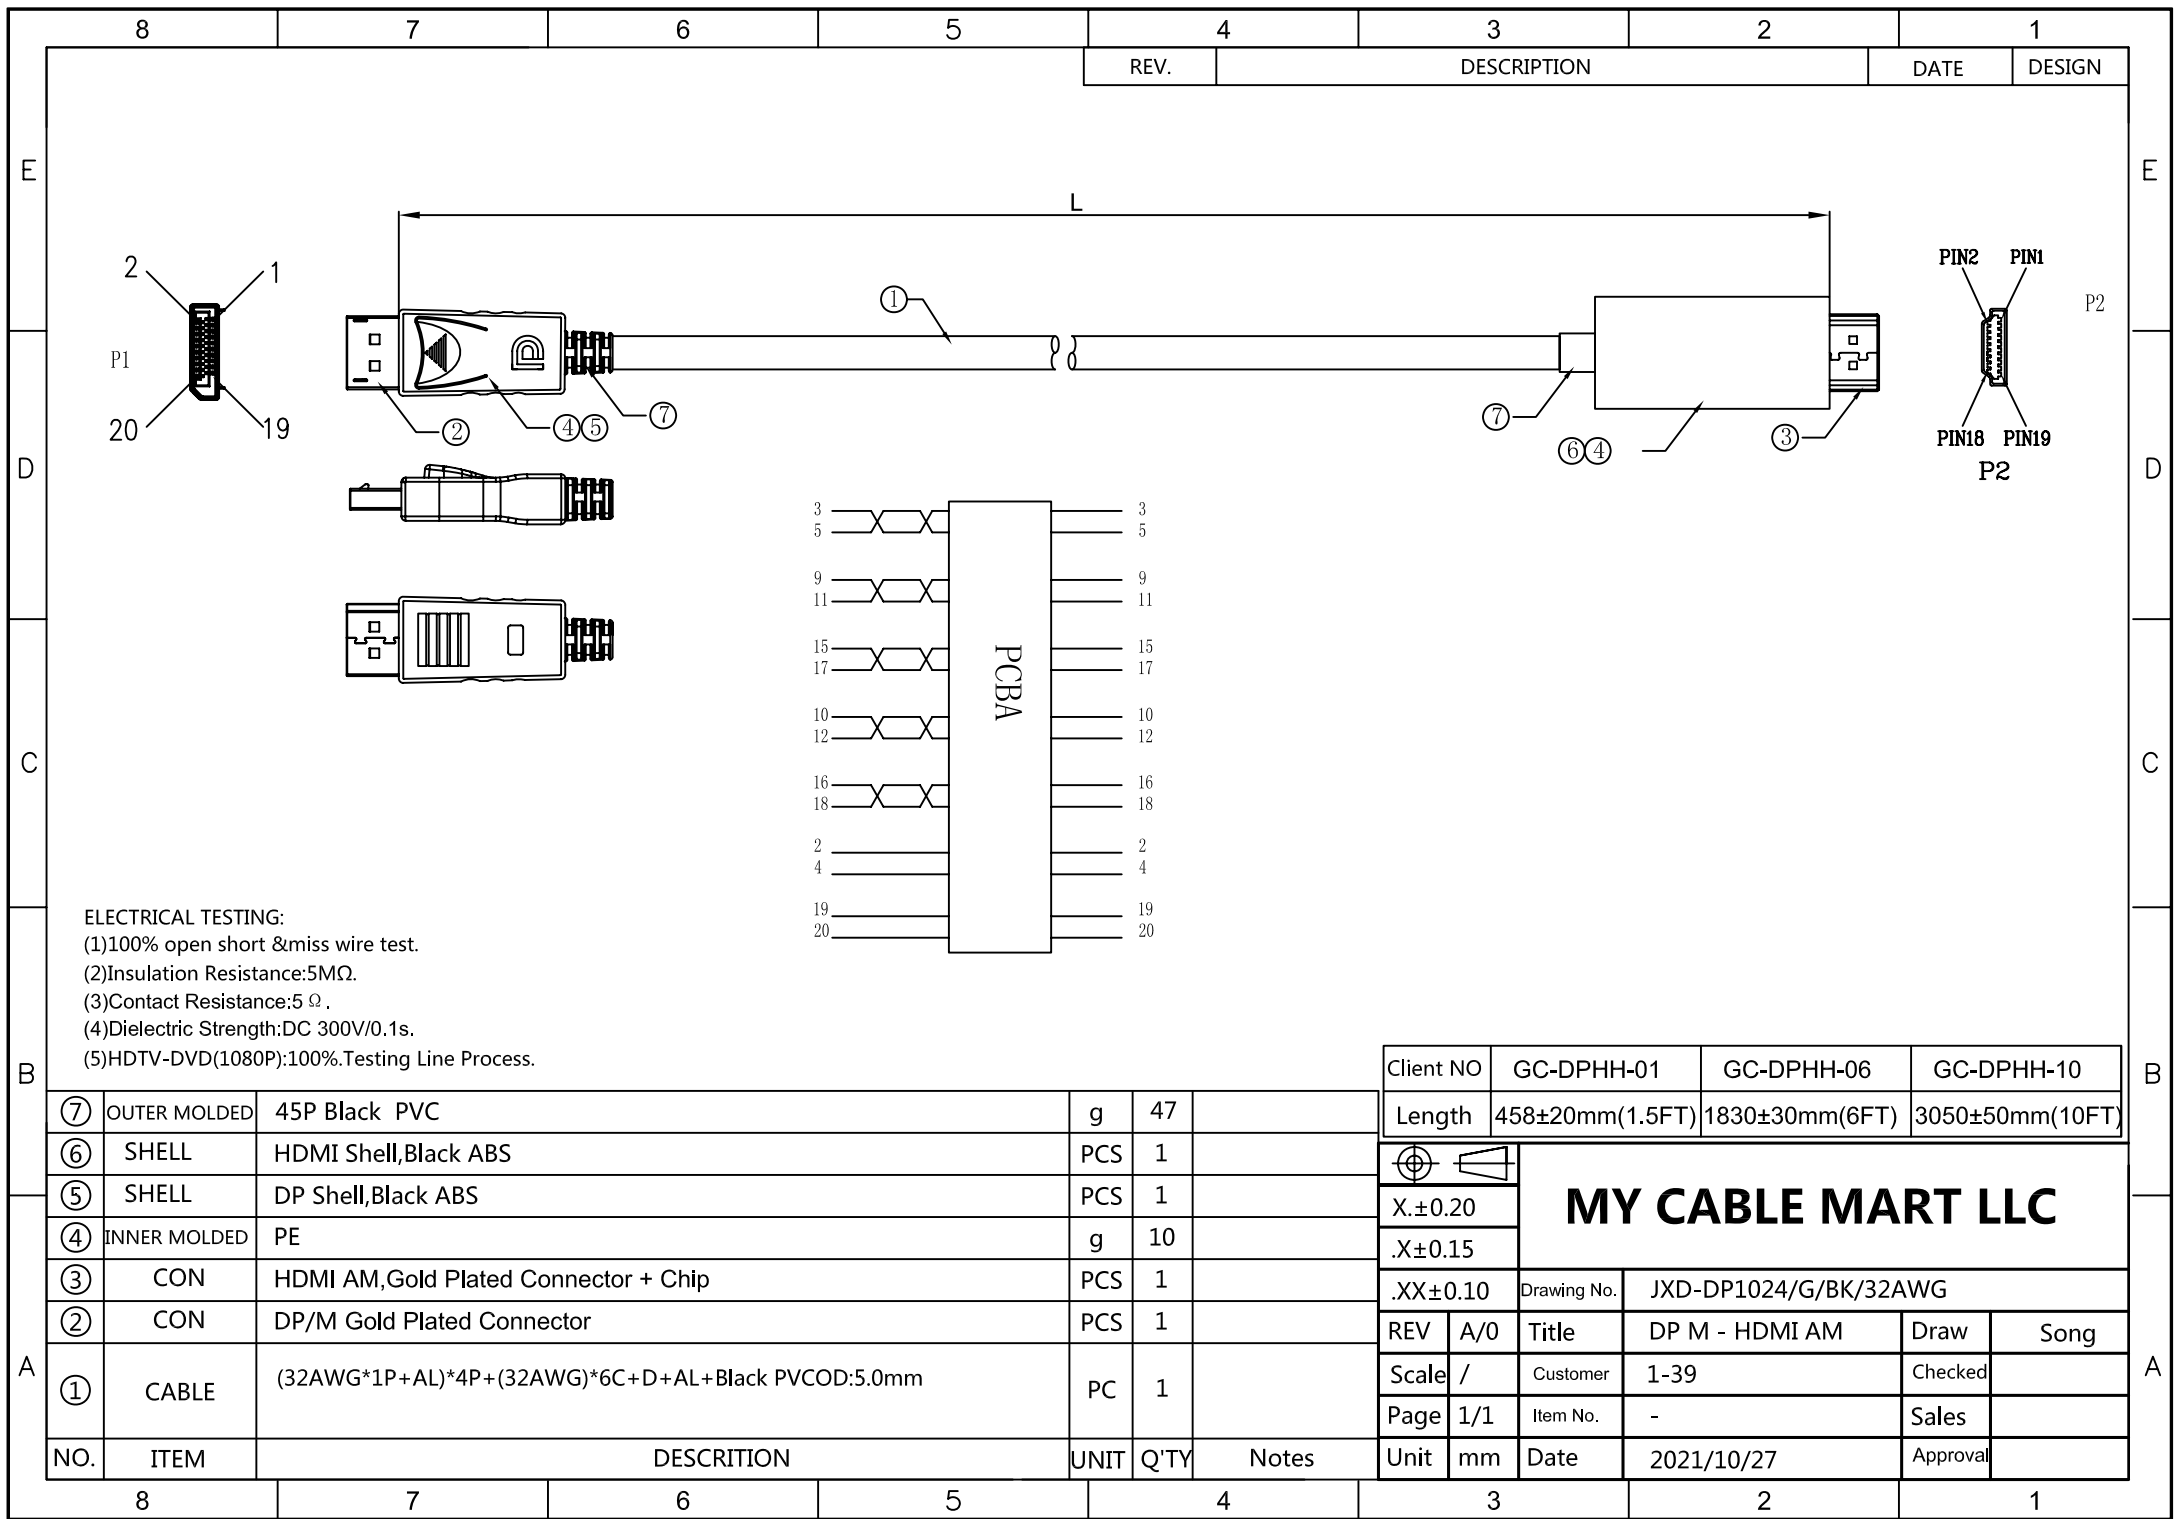 8 7 6 5 4 3 2 1
REV. DESCRIPTION DATE DESIGN
E E
L
2 1
P1
20 19
① 
② ④⑤ ⑦
⑦ ⑥④ ③
PIN2 PIN1
P2
PIN18 PIN19
P2
D D
3 3
5 5
9 9
11 11
15 15
17 17
PCBA
10 10
12 12
16 16
18 18
2 2
4 4
19 19
20 20
C C
ELECTRICAL TESTING:
(1)100% open short &miss wire test.
(2)Insulation Resistance:5MΩ.
(3)Contact Resistance:5 Ω .
(4)Dielectric Strength:DC 300V/0.1s.
(5)HDTV-DVD(1080P):100%.Testing Line Process.
B B
Client NO GC-DPHH-01 GC-DPHH-06 GC-DPHH-10
Length 458±20mm(1.5FT) 1830±30mm(6FT) 3050±50mm(10FT)
⑦ OUTER MOLDED 45P Black PVC g 47
⑥ SHELL HDMI Shell,Black ABS PCS 1
⑤ SHELL DP Shell,Black ABS PCS 1
④ INNER MOLDED PE g 10
③ CON HDMI AM,Gold Plated Connector + Chip PCS 1
② CON DP/M Gold Plated Connector PCS 1
① CABLE (32AWG*1P+AL)*4P+(32AWG)*6C+D+AL+Black PVCOD:5.0mm PC 1
NO. ITEM DESCRITION UNIT Q'TY Notes
MY CABLE MART LLC
X.±0.20
.X±0.15
.XX±0.10 Drawing No. JXD-DP1024/G/BK/32AWG
REV A/0 Title DP M - HDMI AM Draw Song
Scale / Customer 1-39 Checked
Page 1/1 Item No. - Sales
Unit mm Date 2021/10/27 Approval
A A
8 7 6 5 4 3 2 1